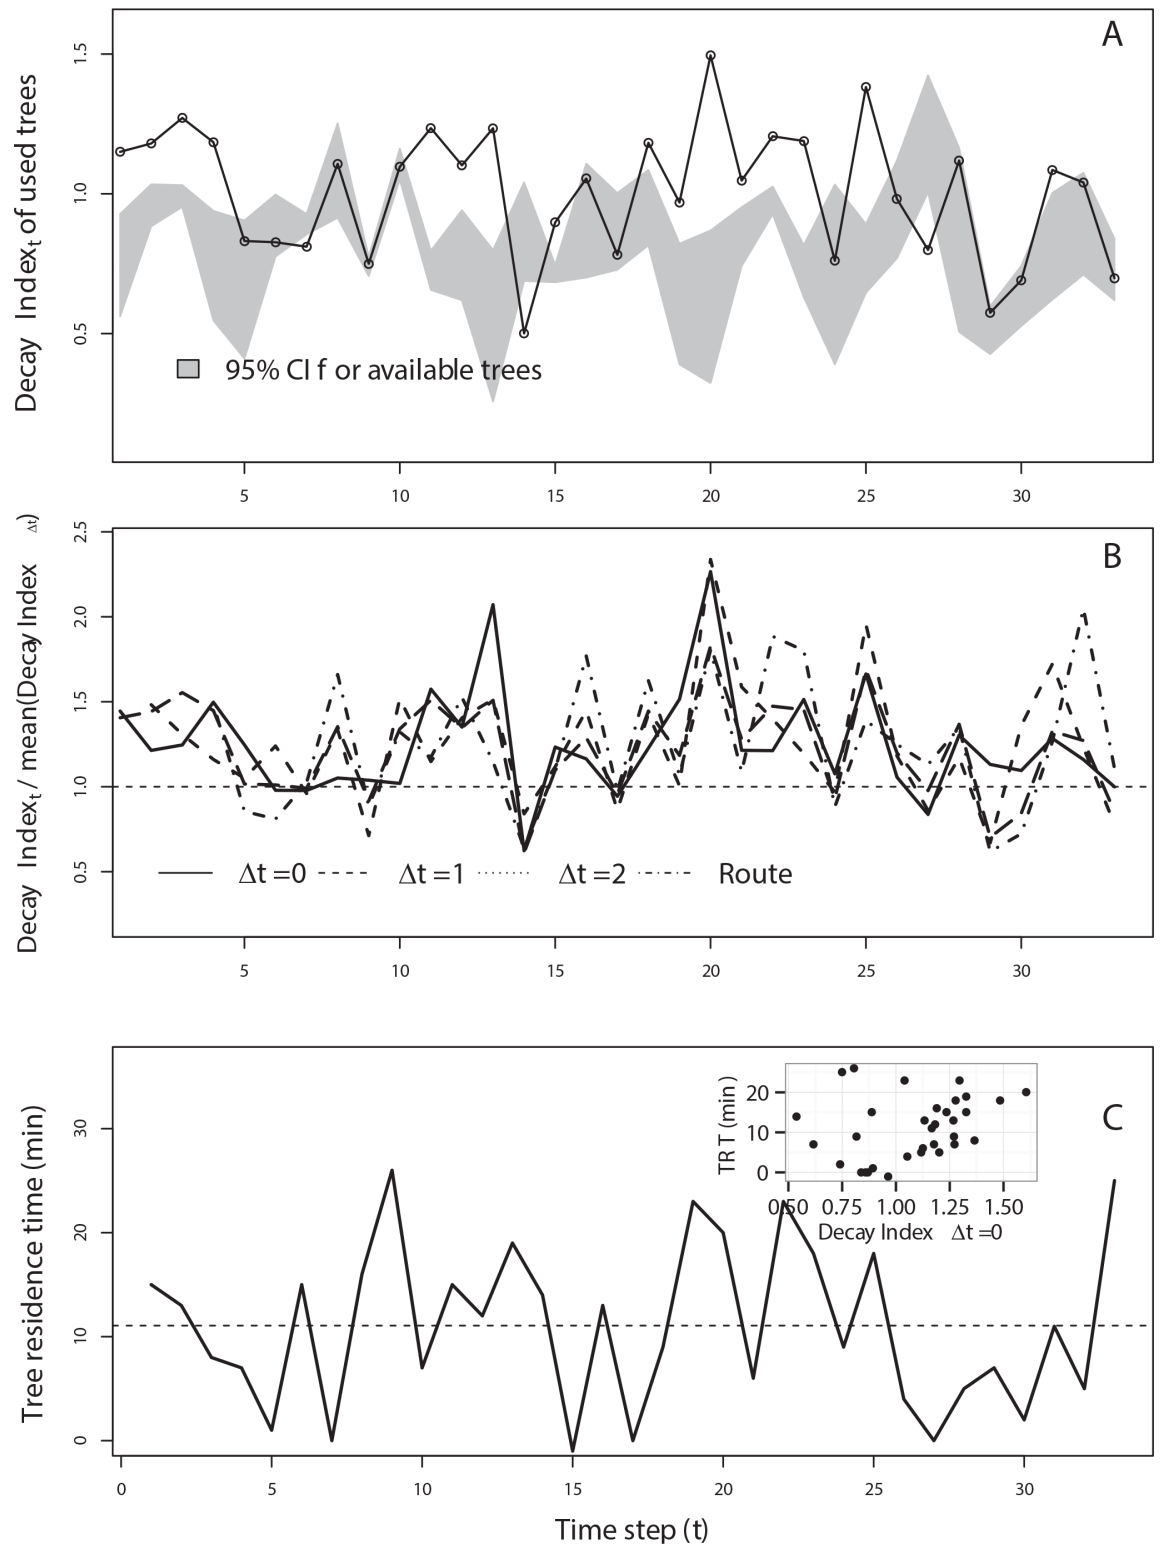 A
Decay Indext of used trees
1.5
1.0
0.5
95% CI f or available trees
5 10 15 20 25 30
B
Decay Indext / mean(Decay Index Δt)
2.5
2.0
1.5
1.0
0.5
Δt =0 Δt =1 Δt =2 Route
5 10 15 20 25 30
C
Tree residence time (min)
30
20
10
0
TR T (min )
20
10
0
0.50 0.75 1.00 1.25 1.50
Decay Index Δt =0
0 5 10 15 20 25 30
Time step (t)